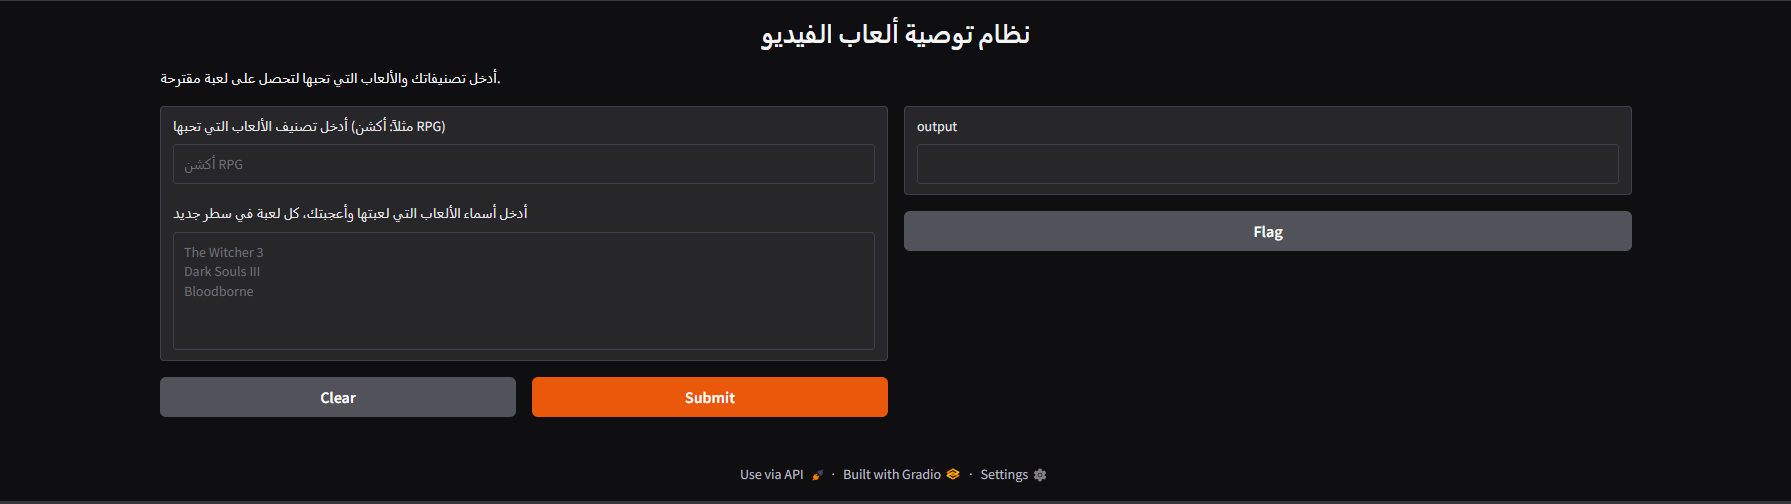 نظام توصية ألعاب الفيديو
أدخل تصنيفاتك والألعاب التي تحبها لتحصل على لعبة مقترحة.
أدخل تصنيف الألعاب التي تحبها (مثلاً: أكشن RPG)
أكشن RPG
أدخل أسماء الألعاب التي لعبتها وأعجبتك، كل لعبة في سطر جديد
The Witcher 3
Dark Souls III
Bloodborne
Clear
Submit
output
Flag
Use via API · Built with Gradio · Settings